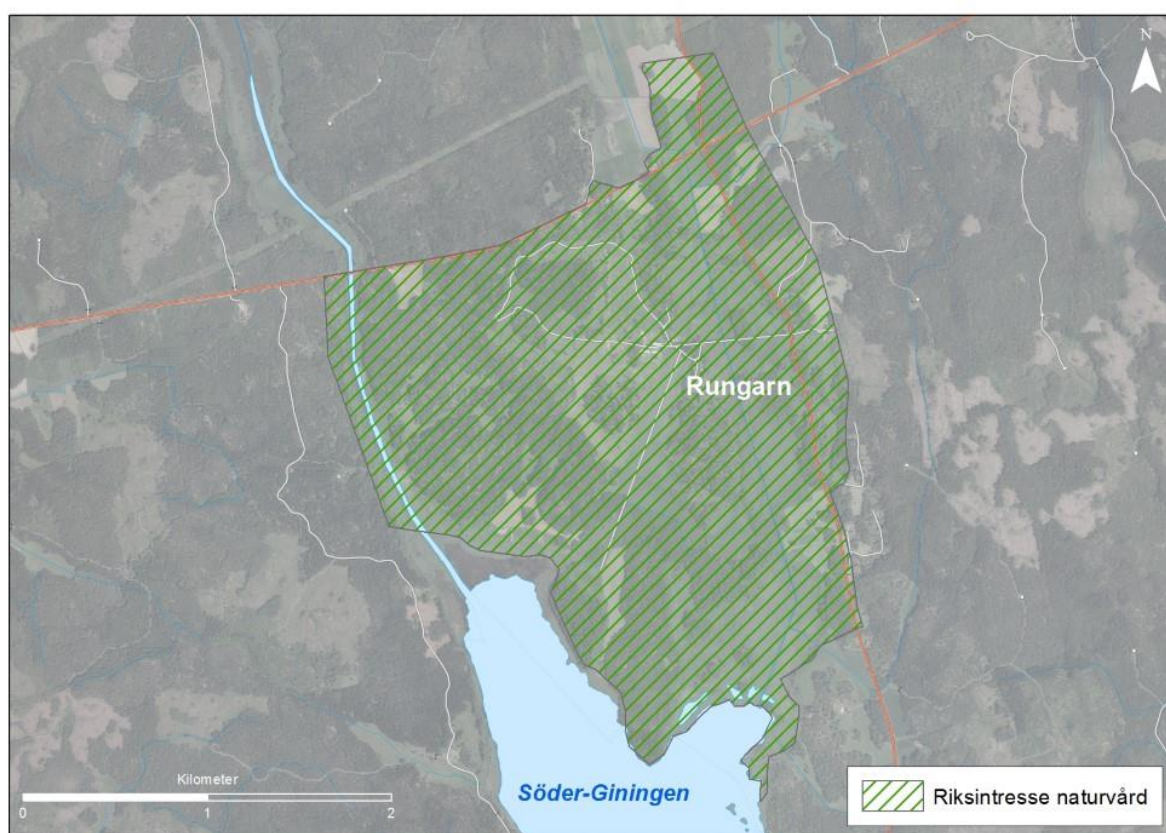 N
Rungarn
Kilometer
0 1 2
Söder-Giningen
Riksintresse naturvård